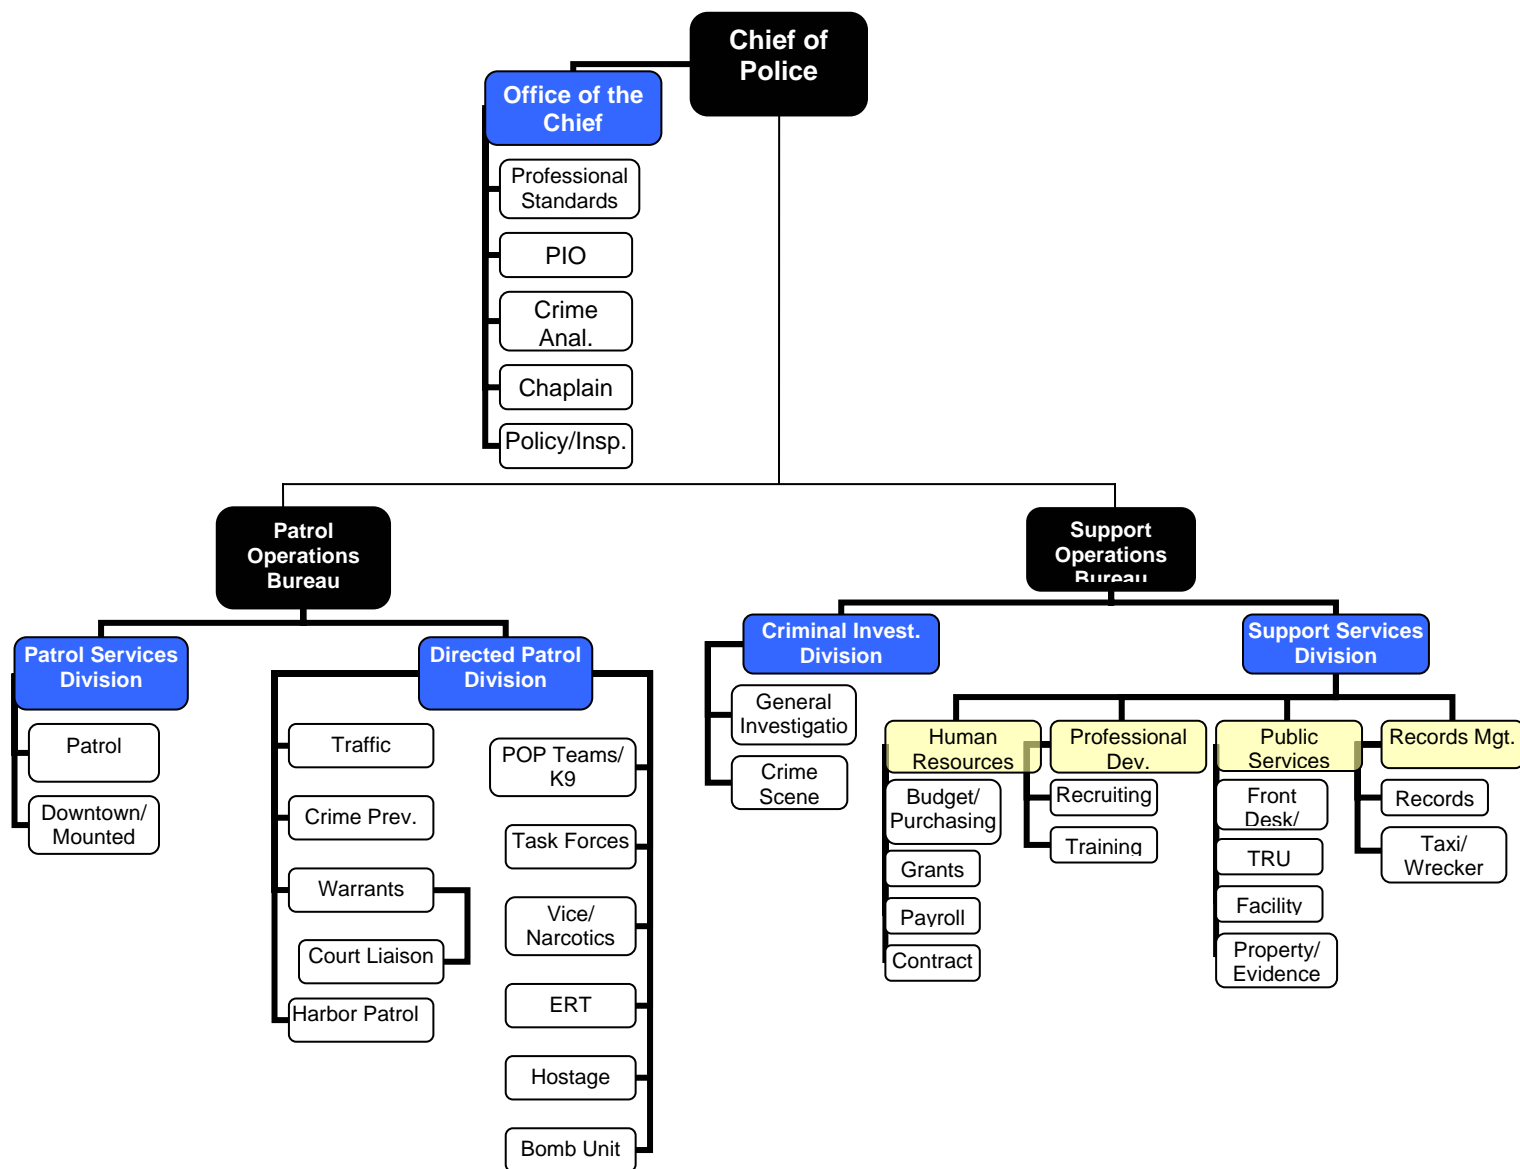 Chief of
Police
Office of the
Chief
Professional
Standards
PIO
Crime
Anal.
Chaplain
Policy/Insp.
Patrol
Operations
Bureau
Support
Operations
Bureau
Patrol Services
Division
Patrol
Downtown/
Mounted
Directed Patrol
Division
Traffic
Crime Prev.
Warrants
Court Liaison
Harbor Patrol
POP Teams/
K9
Task Forces
Vice/
Narcotics
ERT
Hostage
Bomb Unit
Criminal Invest.
Division
General
Investigatio
Crime
Scene
Support Services
Division
Human
Resources
Budget/
Purchasing
Grants
Payroll
Contract
Professional
Dev.
Recruiting
Training
Public
Services
Front
Desk/
TRU
Facility
Property/
Evidence
Records Mgt.
Records
Taxi/
Wrecker